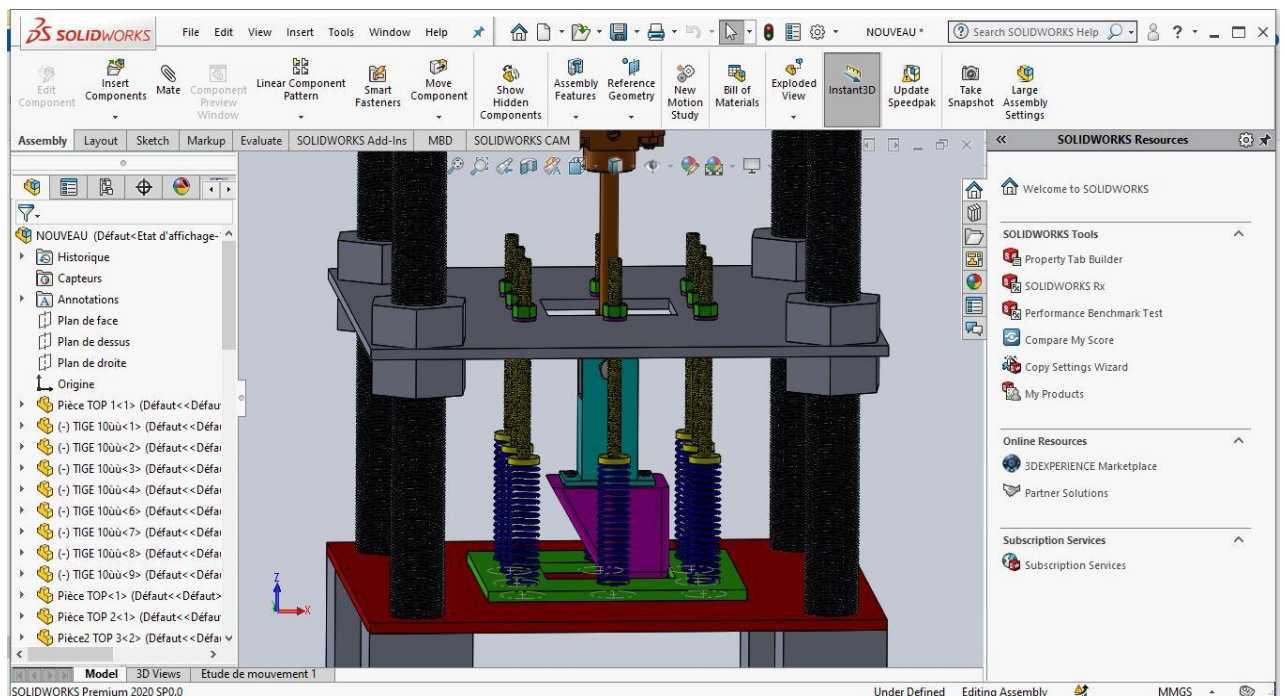 SOLIDWORKS File Edit View Insert Tools Window Help NOUVEAU * Search SOLIDWORKS Help ?
Edit Component
Insert Components
Mate
Component Preview Window
Linear Component Pattern
Smart Fasteners
Move Component
Show Hidden Components
Assembly Features
Reference Geometry
New Motion Study
Bill of Materials
Exploded View
Instant3D
Update Speedpak
Take Snapshot
Large Assembly Settings
Assembly Layout Sketch Markup Evaluate SOLIDWORKS Add-Ins MBD SOLIDWORKS CAM
NOUVEAU (Défaut<Etat d'affichage-
Historique
Capteurs
Annotations
Plan de face
Plan de dessus
Plan de droite
Origine
Pièce TOP 1<1> (Défaut<<Défau
(-) TIGE 10ùù<1> (Défaut<<Défa
(-) TIGE 10ùù<2> (Défaut<<Défa
(-) TIGE 10ùù<3> (Défaut<<Défa
(-) TIGE 10ùù<4> (Défaut<<Défa
(-) TIGE 10ùù<6> (Défaut<<Défa
(-) TIGE 10ùù<7> (Défaut<<Défa
(-) TIGE 10ùù<8> (Défaut<<Défa
(-) TIGE 10ùù<9> (Défaut<<Défa
Pièce TOP<1> (Défaut<<Défaut>
Pièce TOP 2<1> (Défaut<<Défau
Pièce2 TOP 3<2> (Défaut<<Défau
Z
X
SOLIDWORKS Resources
Welcome to SOLIDWORKS
SOLIDWORKS Tools
Property Tab Builder
SOLIDWORKS Rx
Performance Benchmark Test
Compare My Score
Copy Settings Wizard
My Products
Online Resources
3DEXPERIENCE Marketplace
Partner Solutions
Subscription Services
Subscription Services
Model 3D Views Etude de mouvement 1
SOLIDWORKS Premium 2020 SP0.0 Under Defined Editing Assembly MMGS